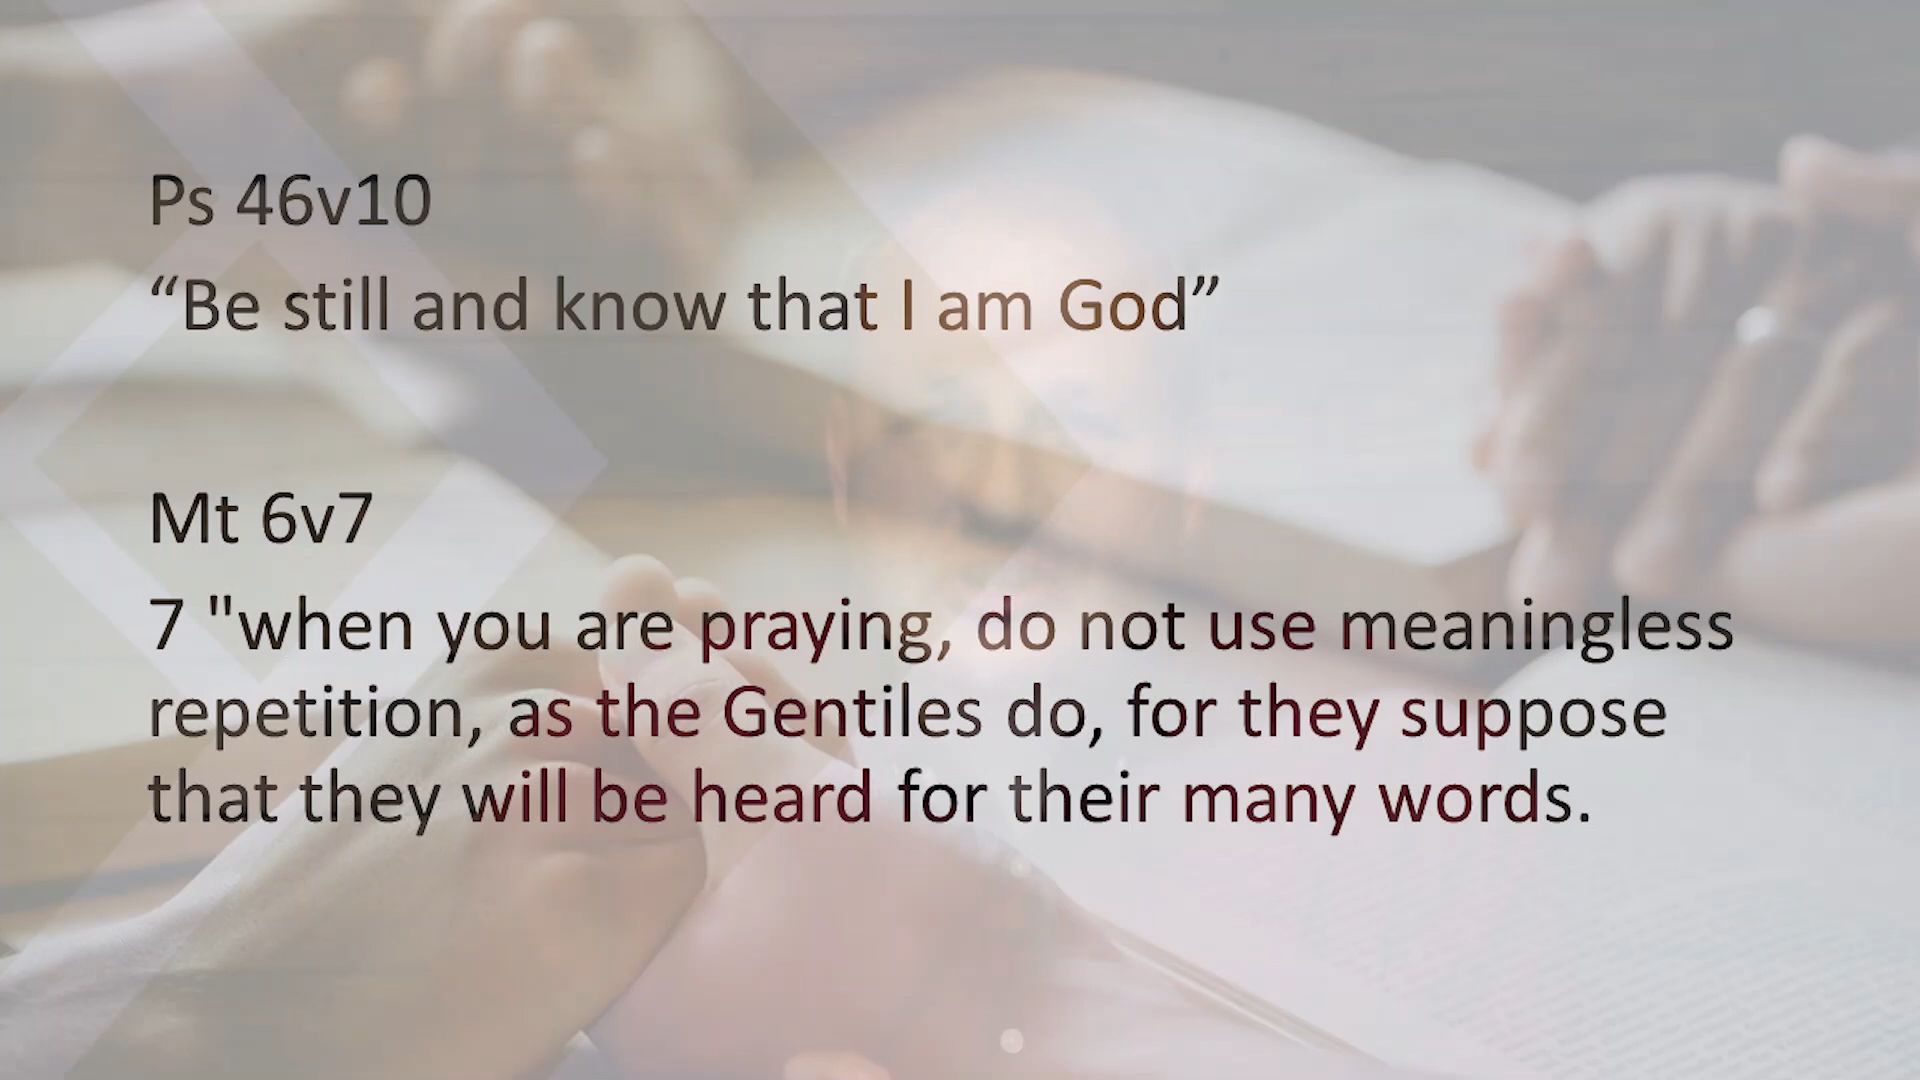 Ps 46v10
“Be still and know that I am God”
Mt 6v7
7 "when you are praying, do not use meaningless
repetition, as the Gentiles do, for they suppose
that they will be heard for their many words.